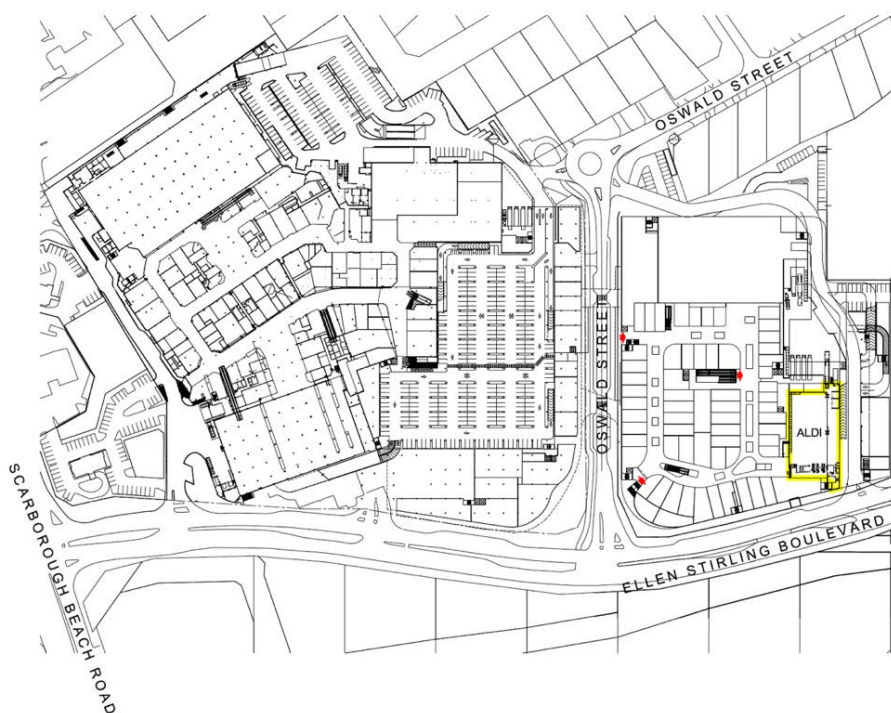 OSWALD STREET
OSWALD STREET
ALDI
SCARBOROUGH BEACH ROAD
ELLEN STIRLING BOULEVARD